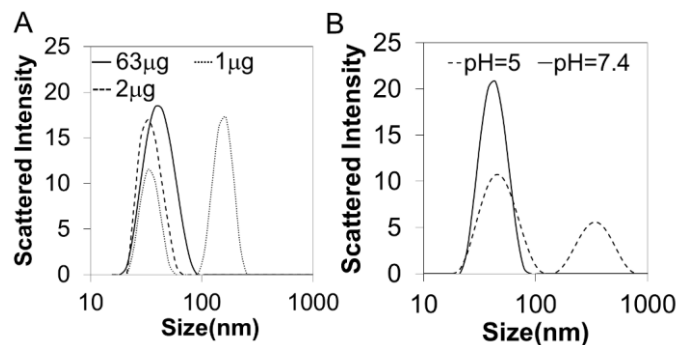 A
Scattered Intensity
25
20
15
10
5
0
63μg
1μg
2μg
10
100
1000
Size(nm)
B
Scattered Intensity
25
20
15
10
5
0
pH=5
pH=7.4
10
100
1000
Size(nm)